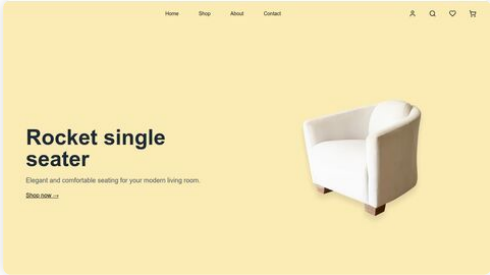 Home Shop About Contact
Rocket single
seater
Elegant and comfortable seating for your modern living room.
Shop now →